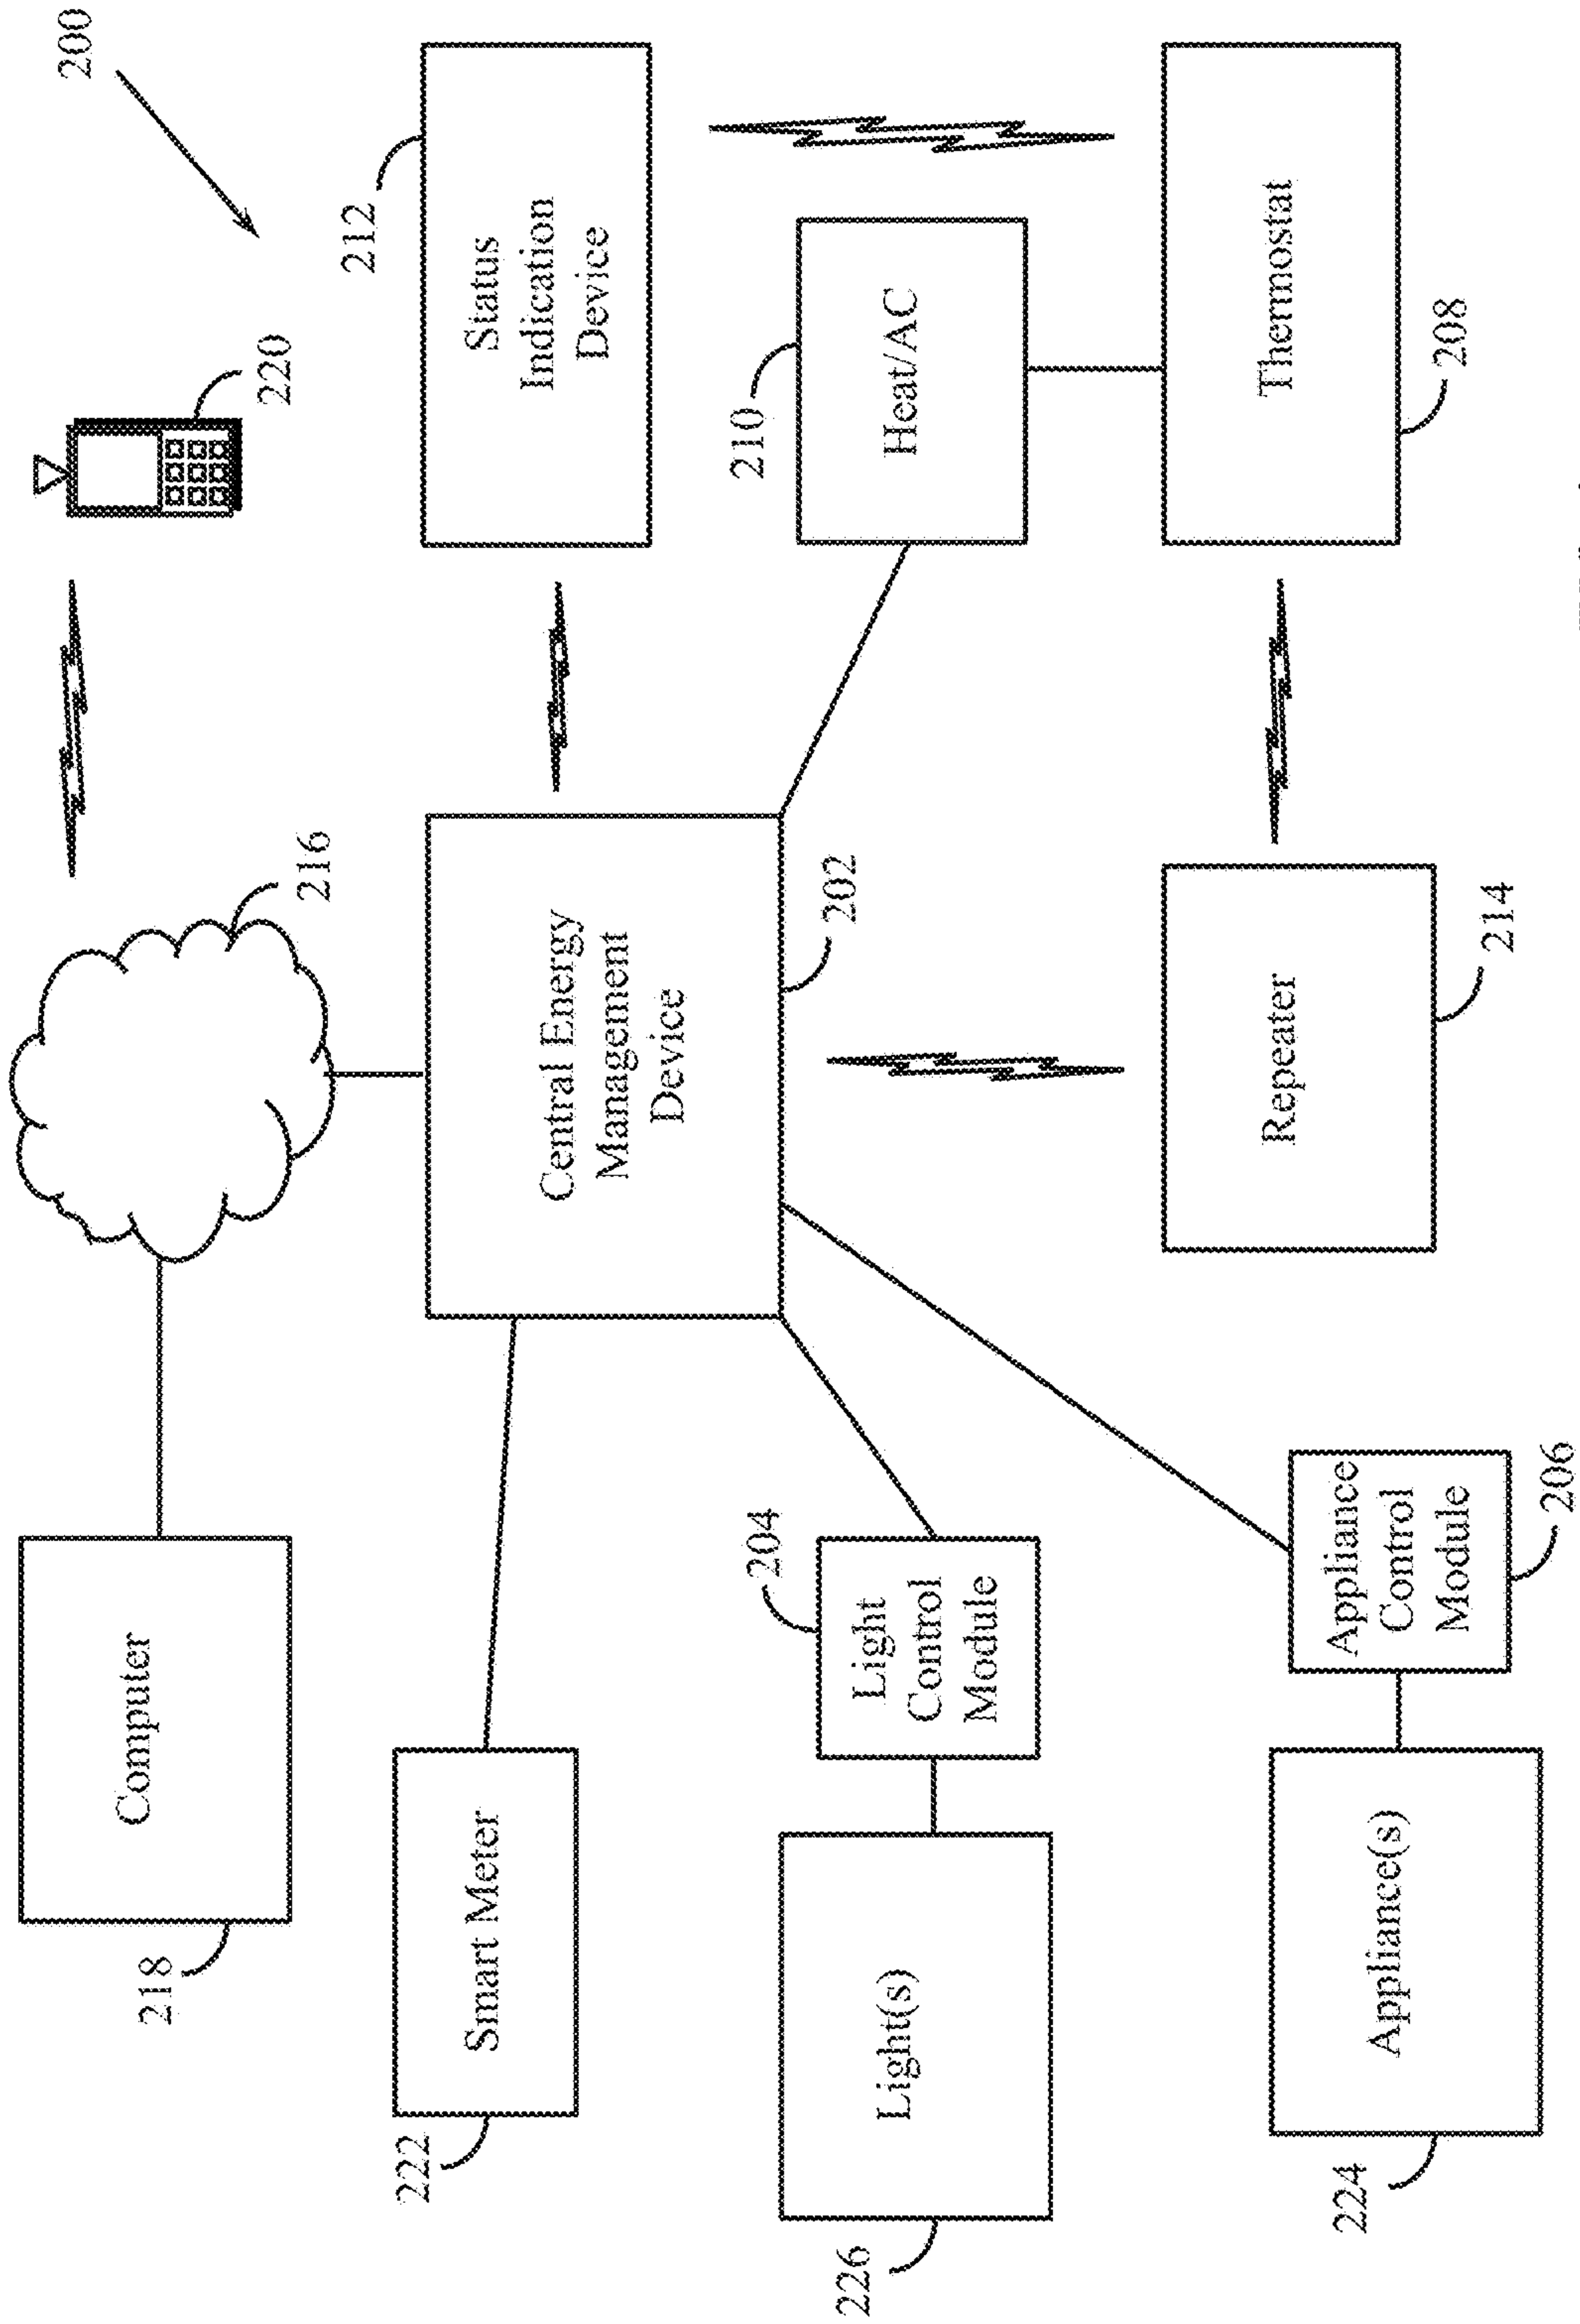 200
220
216
218
Computer
212
Status
Indication
Device
Central Energy
Management
Device
202
222
Smart Meter
210
Heat/AC
204
Light
Control
Module
226
Light(s)
Thermostat
208
Repeater
214
Appliance
Control
Module
206
224
Appliance(s)